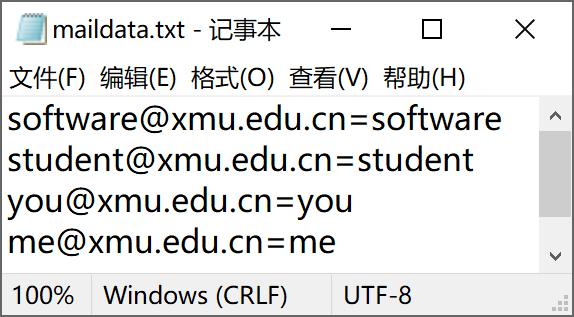 maildata.txt - 记事本
文件(F) 编辑(E) 格式(O) 查看(V) 帮助(H)
software@xmu.edu.cn=software
student@xmu.edu.cn=student
you@xmu.edu.cn=you
me@xmu.edu.cn=me
100% Windows (CRLF) UTF-8